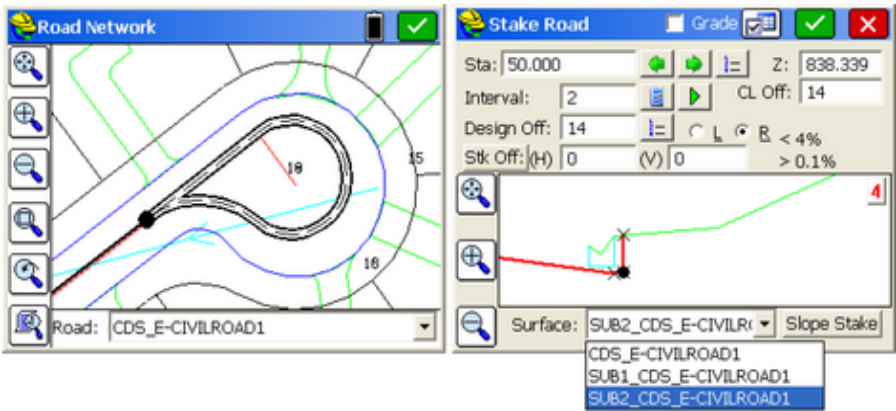 Road Network
18
15
16
Road: CDS_E-CIVILROAD1
Stake Road Grade
Sta: 50.000 Z: 838.339
Interval: 2 CL Off: 14
Design Off: 14 L R < 4%
Stk Off: (H) 0 (V) 0 > 0.1%
4
Surface: SUB2_CDS_E-CIVILR( Slope Stake
CDS_E-CIVILROAD1
SUB1_CDS_E-CIVILROAD1
SUB2_CDS_E-CIVILROAD1